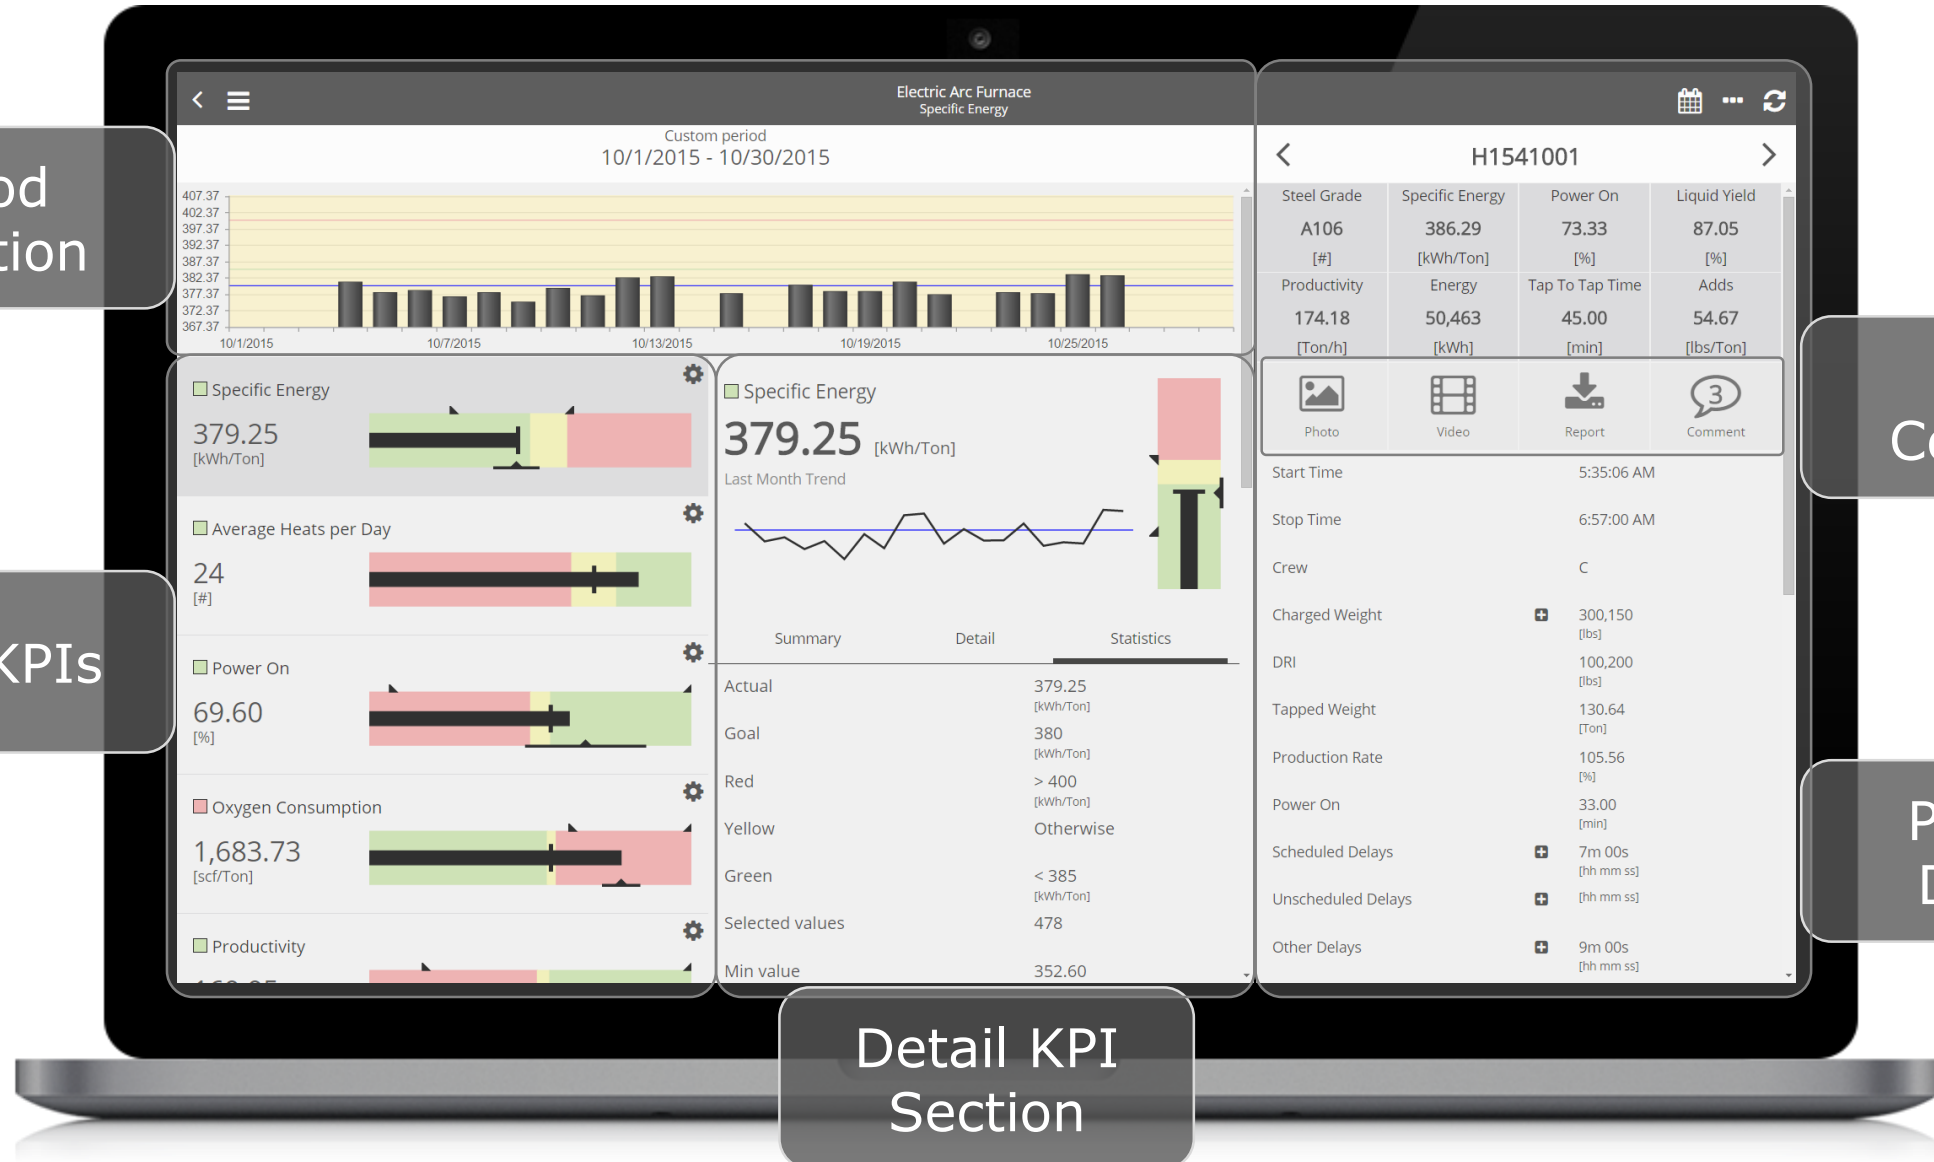 Electric Arc Furnace
Specific Energy
Custom period
10/1/2015 - 10/30/2015
407.37
402.37
397.37
392.37
387.37
382.37
377.37
372.37
367.37
10/1/2015 10/7/2015 10/13/2015 10/19/2015 10/25/2015
H1541001
Steel Grade Specific Energy Power On Liquid Yield
A106 386.29 73.33 87.05
[#] [kWh/Ton] [%] [%]
Productivity Energy Tap To Tap Time Adds
174.18 50,463 45.00 54.67
[Ton/h] [kWh] [min] [lbs/Ton]
3
Photo Video Report Comment
Specific Energy
379.25
[kWh/Ton]
Average Heats per Day
24
[#]
Power On
69.60
[%]
Oxygen Consumption
1,683.73
[scf/Ton]
Productivity
Specific Energy
379.25 [kWh/Ton]
Last Month Trend
Summary Detail Statistics
Actual 379.25
[kWh/Ton]
Goal 380
[kWh/Ton]
Red > 400
[kWh/Ton]
Yellow Otherwise
Green < 385
[kWh/Ton]
Selected values 478
Min value 352.60
Start Time 5:35:06 AM
Stop Time 6:57:00 AM
Crew C
Charged Weight 300,150
[lbs]
DRI 100,200
[lbs]
Tapped Weight 130.64
[Ton]
Production Rate 105.56
[%]
Power On 33.00
[min]
Scheduled Delays 7m 00s
[hh mm ss]
Unscheduled Delays [hh mm ss]
Other Delays 9m 00s
[hh mm ss]
KPIs
Detail KPI
Section